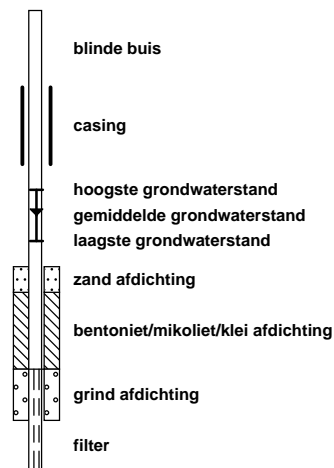 blinde buis
casing
hoogste grondwaterstand
gemiddelde grondwaterstand
laagste grondwaterstand
zand afdichting
bentoniet/mikoliet/klei afdichting
grind afdichting
filter